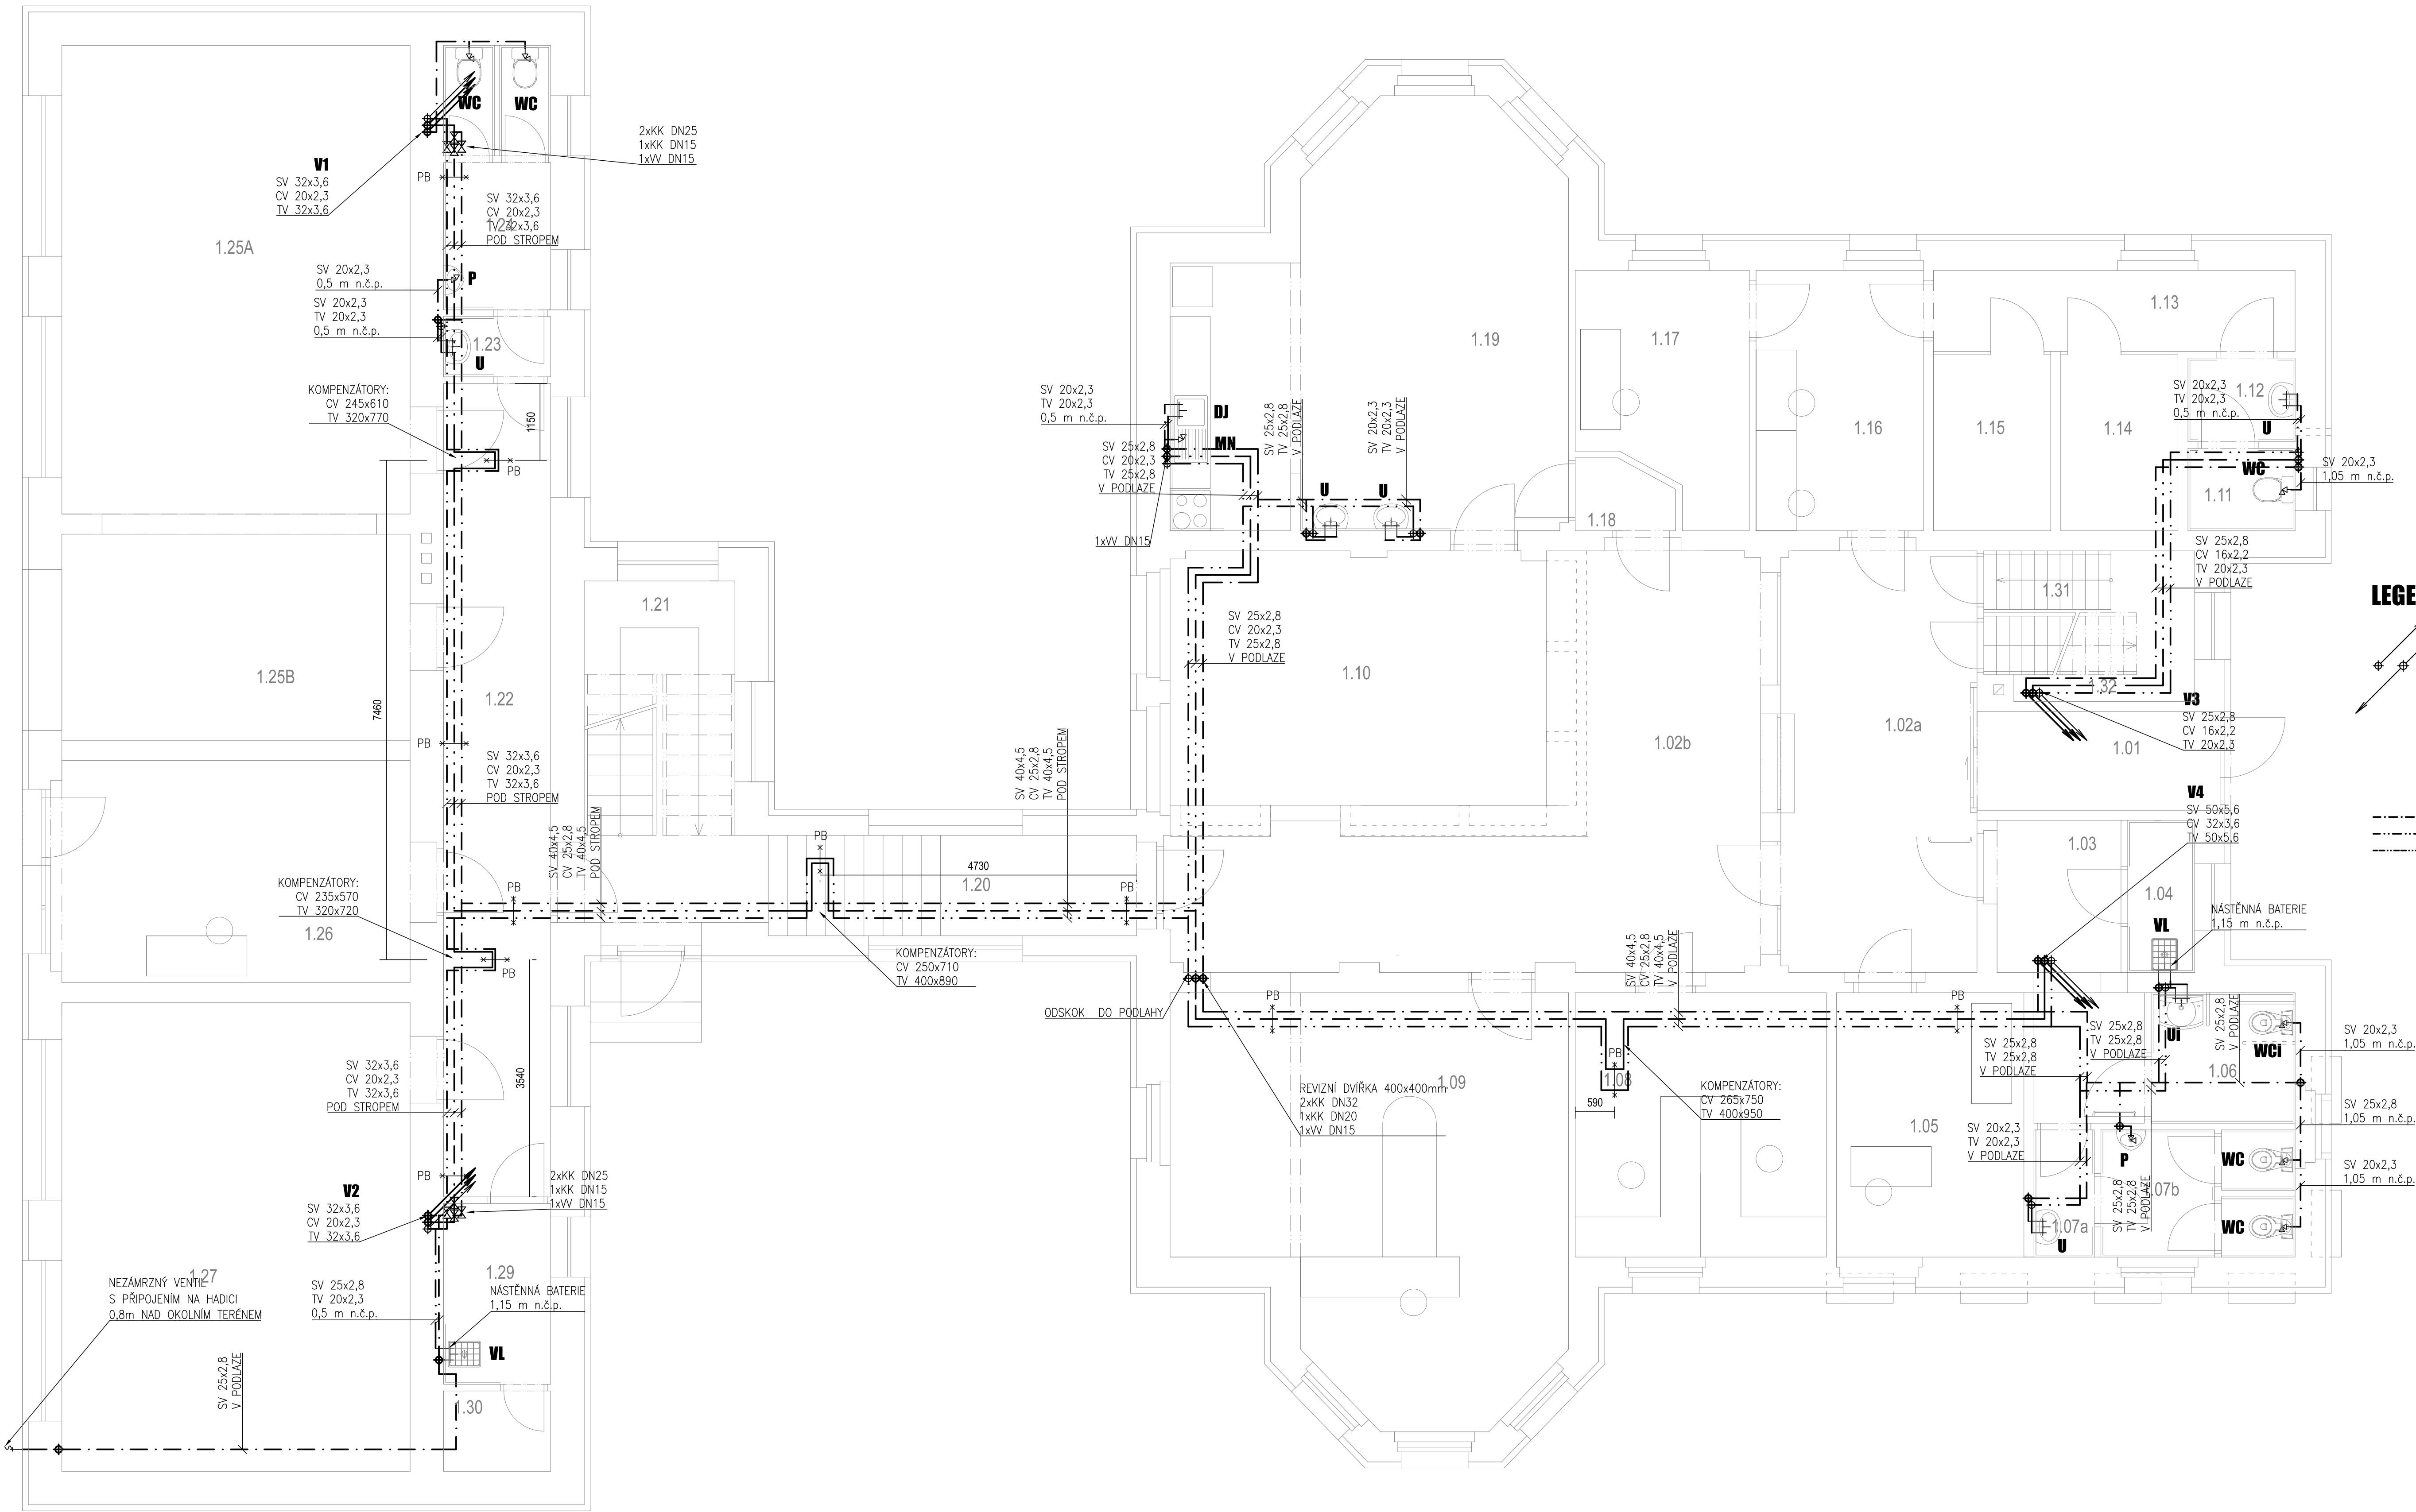 WC
WC
2xKK DN25
1xKK DN15
1xVV DN15
V1
SV 32x3,6
CV 20x2,3
TV 32x3,6
PB
SV 32x3,6
CV 20x2,3
TV 32x3,6
POD STROPEM
1.24
1.25A
SV 20x2,3
0,5 m n.č.p.
P
SV 20x2,3
TV 20x2,3
0,5 m n.č.p.
1.23
U
KOMPENZÁTORY:
CV 245x610
TV 320x770
1150
PB
7460
1.25B
1.22
1.21
PB
SV 32x3,6
CV 20x2,3
TV 32x3,6
POD STROPEM
SV 40x4,5
CV 25x2,8
TV 40x4,5
POD STROPEM
PB
4730
1.20
PB
PB
SV 40x4,5
CV 25x2,8
TV 40x4,5
POD STROPEM
KOMPENZÁTORY:
CV 235x570
TV 320x720
1.26
PB
KOMPENZÁTORY:
CV 250x710
TV 400x890
3540
SV 32x3,6
CV 20x2,3
TV 32x3,6
POD STROPEM
PB
V2
SV 32x3,6
CV 20x2,3
TV 32x3,6
2xKK DN25
1xKK DN15
1xVV DN15
1.27
NEZÁMRZNÝ VENTIL
S PŘIPOJENÍM NA HADICI
0,8m NAD OKOLNÍM TERÉNEM
SV 25x2,8
TV 20x2,3
0,5 m n.č.p.
1.29
NÁSTĚNNÁ BATERIE
1,15 m n.č.p.
VL
SV 25x2,8
V PODLAZE
1.30
SV 20x2,3
TV 20x2,3
0,5 m n.č.p.
DJ
MN
SV 25x2,8
CV 20x2,3
TV 25x2,8
V PODLAZE
1xVV DN15
SV 25x2,8
TV 25x2,8
V PODLAZE
SV 20x2,3
TV 20x2,3
V PODLAZE
U
U
1.19
1.17
1.18
1.16
1.15
1.14
1.13
1.12
SV 20x2,3
TV 20x2,3
0,5 m n.č.p.
U
WC
1.11
SV 20x2,3
1,05 m n.č.p.
SV 25x2,8
CV 16x2,2
TV 20x2,3
V PODLAZE
1.31
LEGE
SV 25x2,8
CV 20x2,3
TV 25x2,8
V PODLAZE
1.10
1.02b
1.02a
1.32
V3
SV 25x2,8
CV 16x2,2
TV 20x2,3
1.01
V4
SV 50x5,6
CV 32x3,6
TV 50x5,6
1.03
1.04
VL
NÁSTĚNNÁ BATERIE
1,15 m n.č.p.
SV 40x4,5
CV 25x2,8
TV 40x4,5
V PODLAZE
ODSKOK DO PODLAHY
PB
PB
PB
REVIZNÍ DVÍŘKA 400x400mm
2xKK DN32
1xKK DN20
1xVV DN15
1.09
1.08
590
KOMPENZÁTORY:
CV 265x750
TV 400x950
1.05
SV 25x2,8
TV 25x2,8
V PODLAZE
SV 25x2,8
TV 25x2,8
V PODLAZE
Ui
SV 25x2,8
V PODLAZE
WCi
1.06
SV 20x2,3
1,05 m n.č.p.
SV 25x2,8
1,05 m n.č.p.
SV 20x2,3
TV 20x2,3
V PODLAZE
P
WC
SV 20x2,3
1,05 m n.č.p.
SV 25x2,8
TV 25x2,8
V PODLAZE
1.07b
1.07a
U
WC